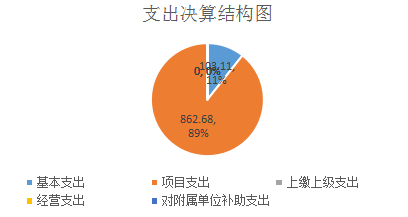 支出决算结构图
103.11,
11%
0, 0%
862.68,
89%
基本支出
项目支出
上缴上级支出
经营支出
对附属单位补助支出